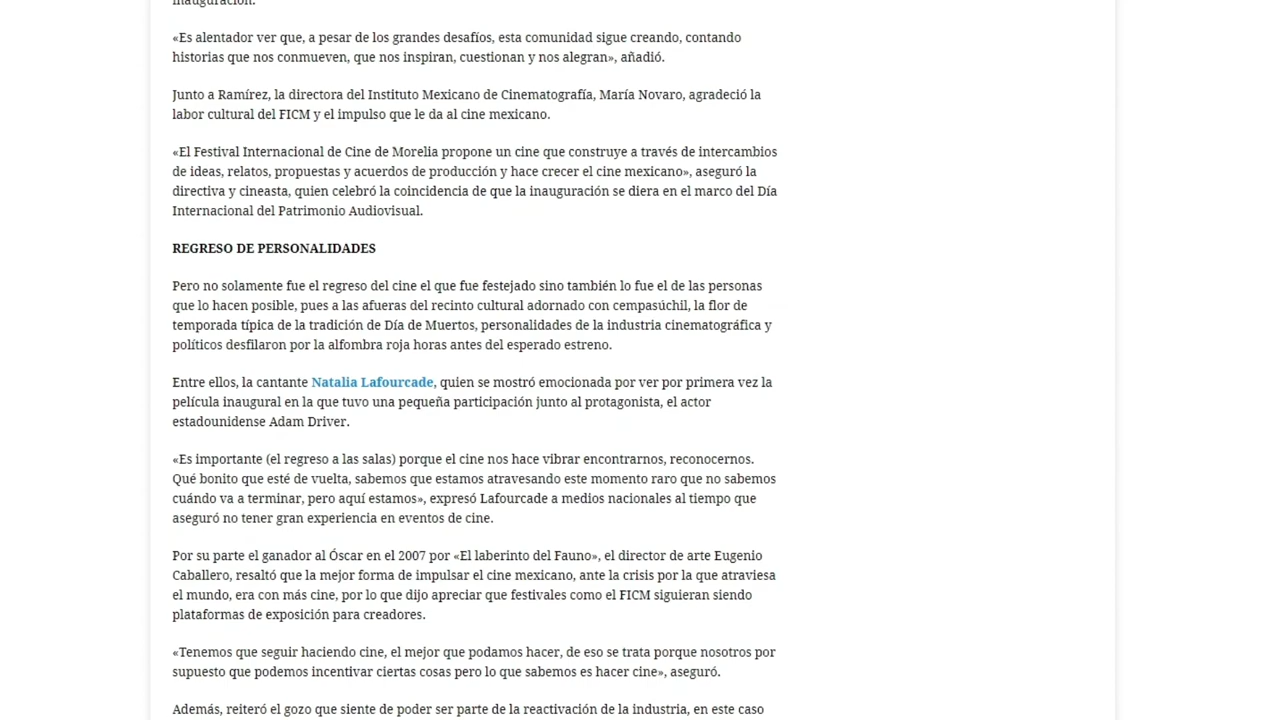 inauguración.
«Es alentador ver que, a pesar de los grandes desafíos, esta comunidad sigue creando, contando
historias que nos conmueven, que nos inspiran, cuestionan y nos alegran», añadió.
Junto a Ramírez, la directora del Instituto Mexicano de Cinematografía, María Novaro, agradeció la
labor cultural del FICM y el impulso que le da al cine mexicano.
«El Festival Internacional de Cine de Morelia propone un cine que construye a través de intercambios
de ideas, relatos, propuestas y acuerdos de producción y hace crecer el cine mexicano», aseguró la
directiva y cineasta, quien celebró la coincidencia de que la inauguración se diera en el marco del Día
Internacional del Patrimonio Audiovisual.
REGRESO DE PERSONALIDADES
Pero no solamente fue el regreso del cine el que fue festejado sino también lo fue el de las personas
que lo hacen posible, pues a las afueras del recinto cultural adornado con cempasúchil, la flor de
temporada típica de la tradición de Día de Muertos, personalidades de la industria cinematográfica y
políticos desfilaron por la alfombra roja horas antes del esperado estreno.
Entre ellos, la cantante Natalia Lafourcade, quien se mostró emocionada por ver por primera vez la
película inaugural en la que tuvo una pequeña participación junto al protagonista, el actor
estadounidense Adam Driver.
«Es importante (el regreso a las salas) porque el cine nos hace vibrar encontrarnos, reconocernos.
Qué bonito que esté de vuelta, sabemos que estamos atravesando este momento raro que no sabemos
cuándo va a terminar, pero aquí estamos», expresó Lafourcade a medios nacionales al tiempo que
aseguró no tener gran experiencia en eventos de cine.
Por su parte el ganador al Óscar en el 2007 por «El laberinto del Fauno», el director de arte Eugenio
Caballero, resaltó que la mejor forma de impulsar el cine mexicano, ante la crisis por la que atraviesa
el mundo, era con más cine, por lo que dijo apreciar que festivales como el FICM siguieran siendo
plataformas de exposición para creadores.
«Tenemos que seguir haciendo cine, el mejor que podamos hacer, de eso se trata porque nosotros por
supuesto que podemos incentivar ciertas cosas pero lo que sabemos es hacer cine», aseguró.
Además, reiteró el gozo que siente de poder ser parte de la reactivación de la industria, en este caso